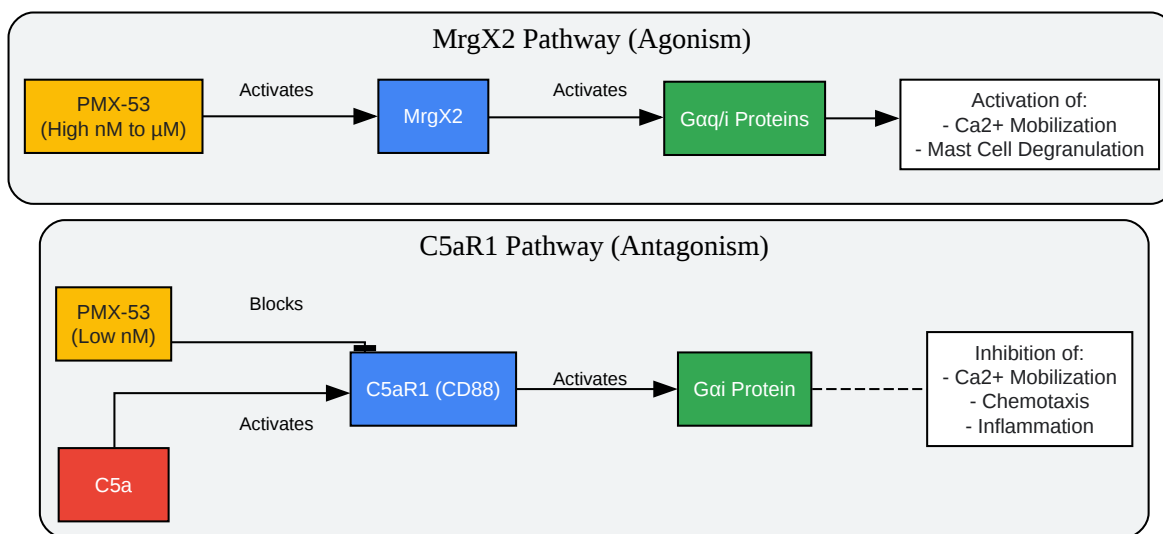 MrgX2 Pathway (Agonism)
PMX-53
(High nM to µM)
Activates
MrgX2
Activates
Gαq/i Proteins
Activation of:
- Ca2+ Mobilization
- Mast Cell Degranulation
C5aR1 Pathway (Antagonism)
PMX-53
(Low nM)
Blocks
C5aR1 (CD88)
Activates
Gαi Protein
Inhibition of:
- Ca2+ Mobilization
- Chemotaxis
- Inflammation
Activates
C5a